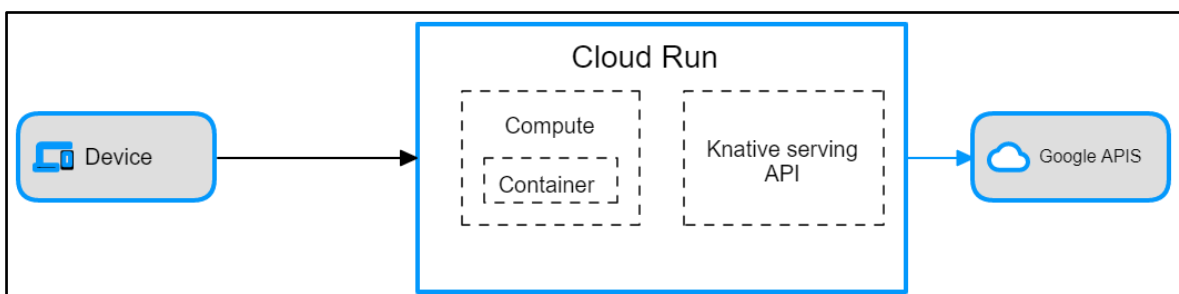 Cloud Run
Device
Compute
Container
Knative serving
API
Google APIS